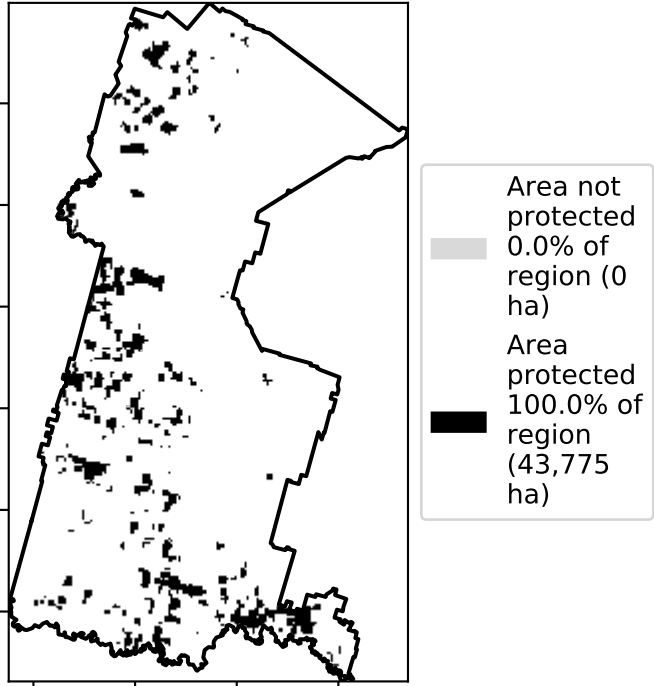 Area not
protected
0.0% of
region (0
ha)
Area
protected
100.0% of
region
(43,775
ha)